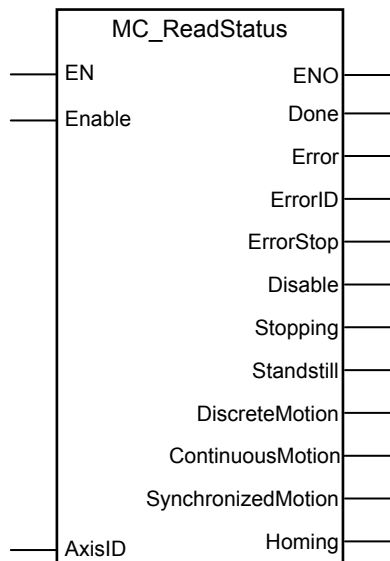 MC_ReadStatus
EN
ENO
Enable
Done
Error
ErrorID
ErrorStop
Disable
Stopping
Standstill
DiscreteMotion
ContinuousMotion
SynchronizedMotion
AxisID
Homing